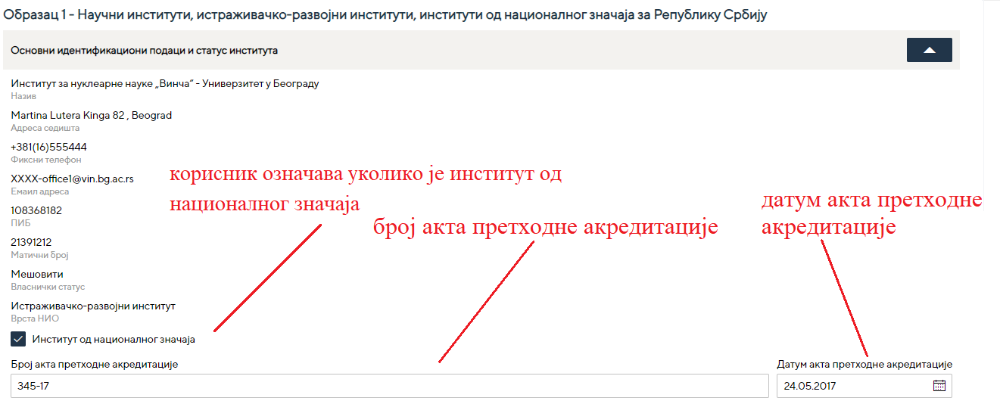 Образац 1 - Научни институти, истраживачко-развојни институти, институти од националног значаја за Републику Србију
Основни идентификациони подаци и статус института
Институт за нуклеарне науке „Винча“ - Универзитет у Београду
Назив
Martina Lutera Kinga 82 , Beograd
Адреса седишта
+381(16)555444
Фиксни телефон
XXXX-office1@vin.bg.ac.rs
Емаил адреса
108368182
ПИБ
21391212
Матични број
Мешовити
Власнички статус
Истраживачко-развојни институт
Врста НИО
корисник означава уколико је институт од
националног значаја
број акта претходне акредитације
датум акта претходне
акредитације
Институт од националног значаја
Број акта претходне акредитације
345-17
Датум акта претходне акредитације
24.05.2017